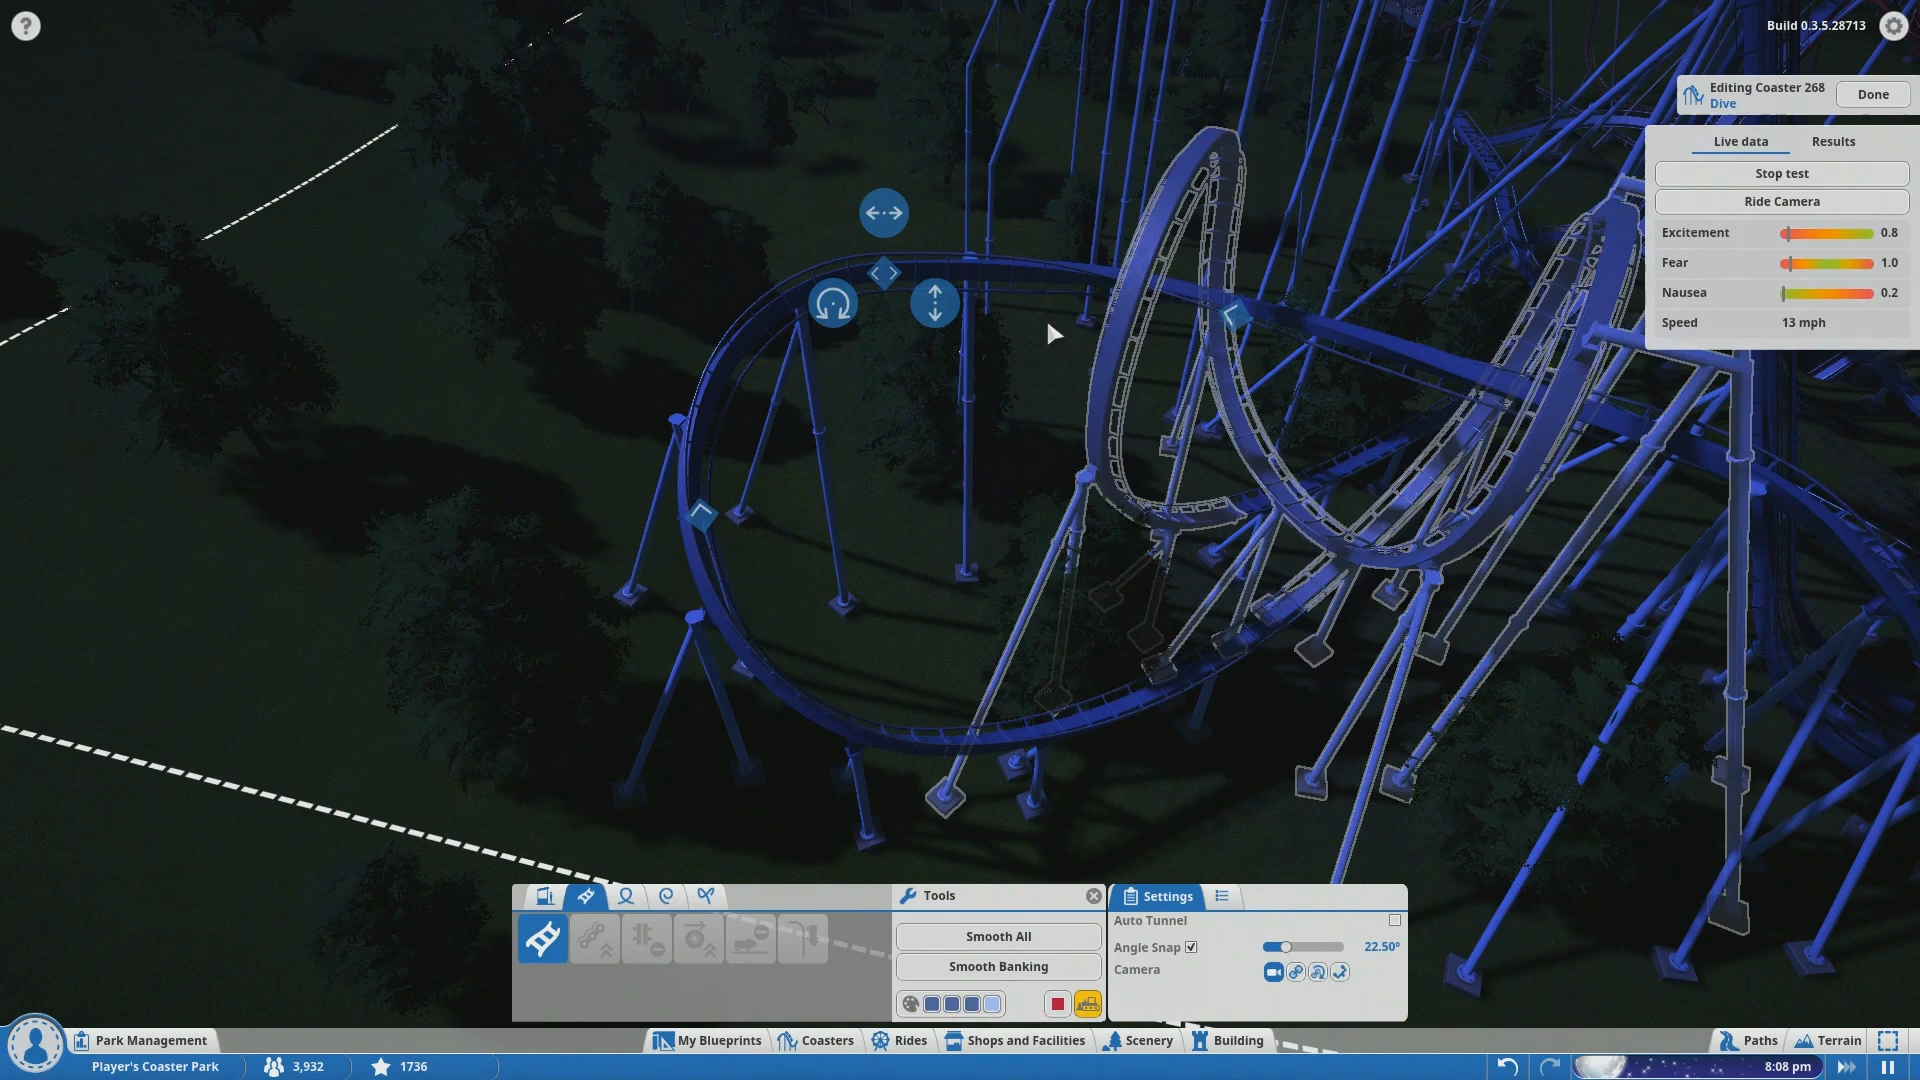 ?
Build 0.3.5.28713
Editing Coaster 268
Dive
Done
Live data Results
Stop test
Ride Camera
Excitement 0.8
Fear 1.0
Nausea 0.2
Speed 13 mph
Tools
Smooth All
Smooth Banking
Settings
Auto Tunnel
Angle Snap 22.50°
Camera
Park Management
My Blueprints Coasters Rides Shops and Facilities Scenery Building
Paths Terrain
Player's Coaster Park 3,932 1736
8:08 pm